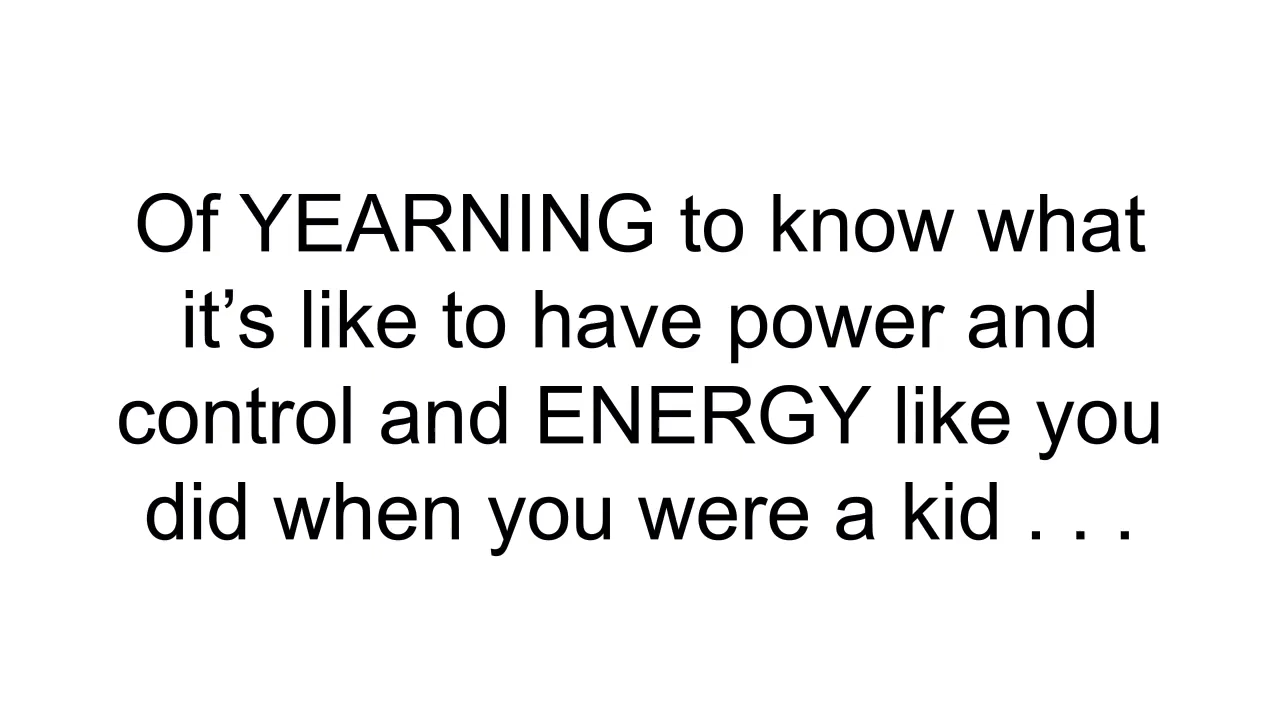 Of YEARNING to know what
it’s like to have power and
control and ENERGY like you
did when you were a kid . . .